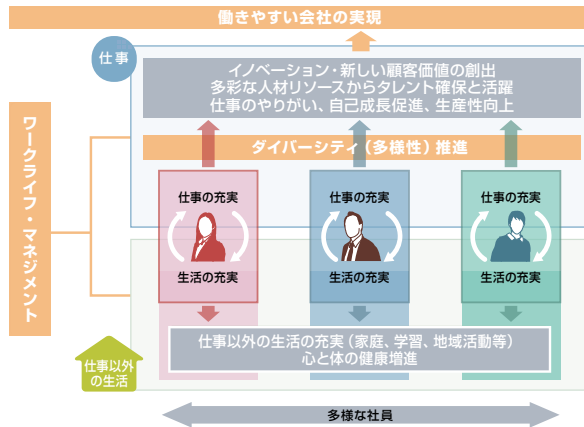 働きやすい会社の実現
仕事
イノベーション・新しい顧客価値の創出
多彩な人材リソースからタレント確保と活躍
仕事のやりがい、自己成長促進、生産性向上
ワークライフ・マネジメント
ダイバーシティ（多様性）推進
仕事の充実
仕事の充実
仕事の充実
生活の充実
生活の充実
生活の充実
仕事以外の生活の充実（家庭、学習、地域活動等）
心と体の健康増進
仕事以外
の生活
多様な社員